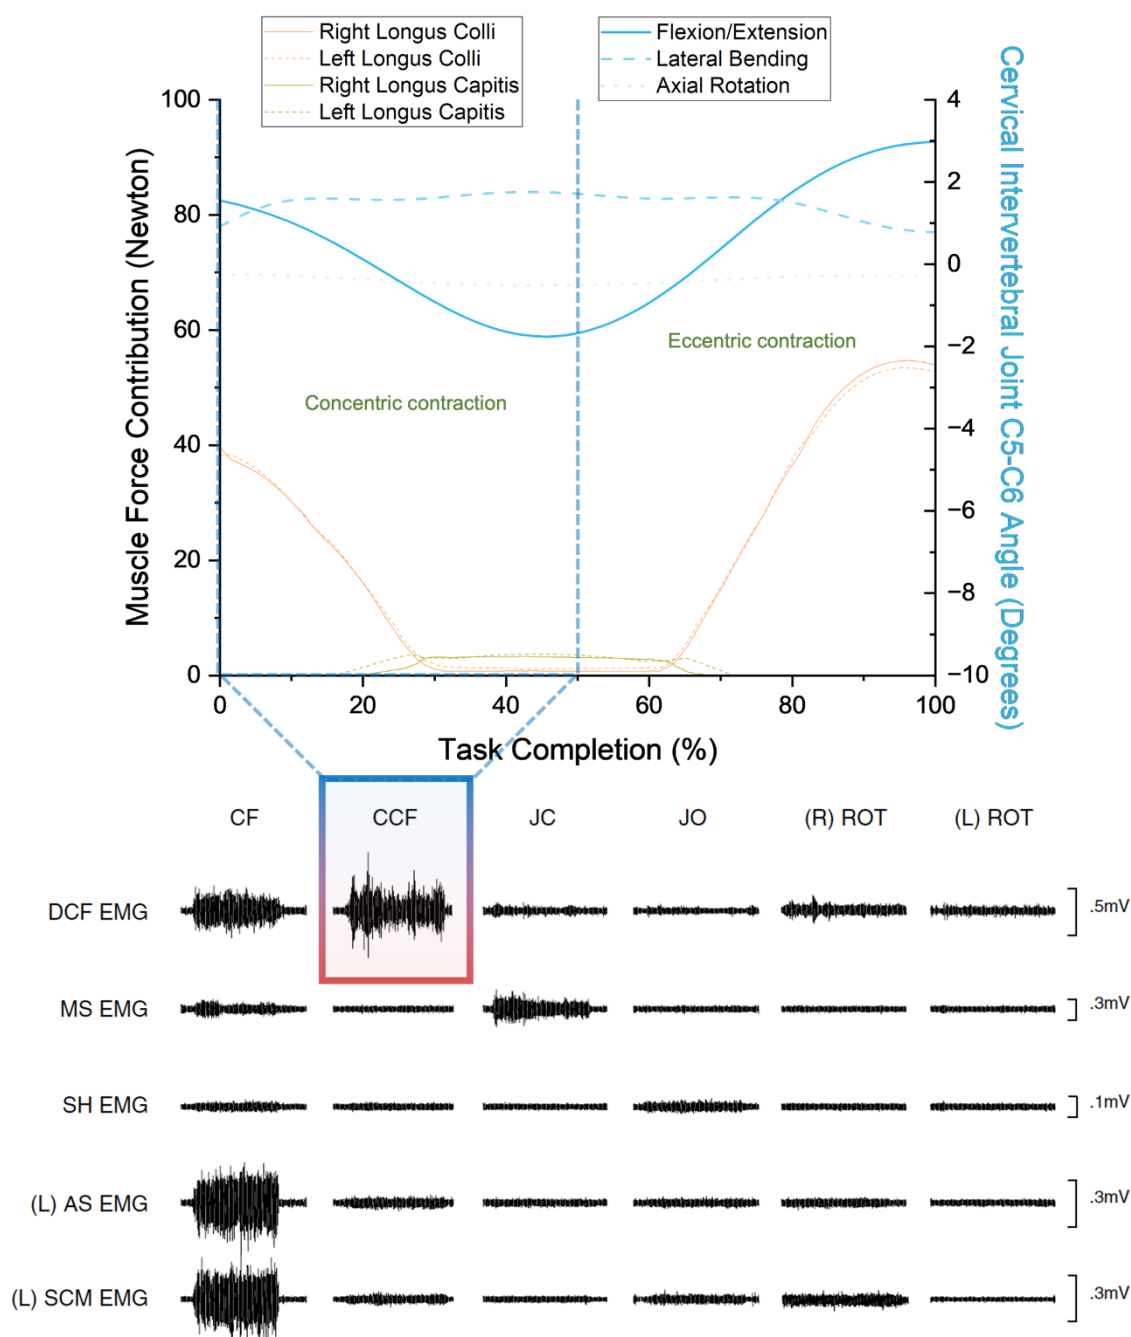 Right Longus Colli
Left Longus Colli
Right Longus Capitis
Left Longus Capitis
Flexion/Extension
Lateral Bending
Axial Rotation
Muscle Force Contribution (Newton)
100
80
60
40
20
0
Concentric contraction
Eccentric contraction
4
2
0
−2
−4
−6
−8
−10
Cervical Intervertebral Joint C5-C6 Angle (Degrees)
0 20 40 60 80 100
Task Completion (%)
CF CCF JC JO (R) ROT (L) ROT
DCF EMG .5mV
MS EMG .3mV
SH EMG .1mV
(L) AS EMG .3mV
(L) SCM EMG .3mV